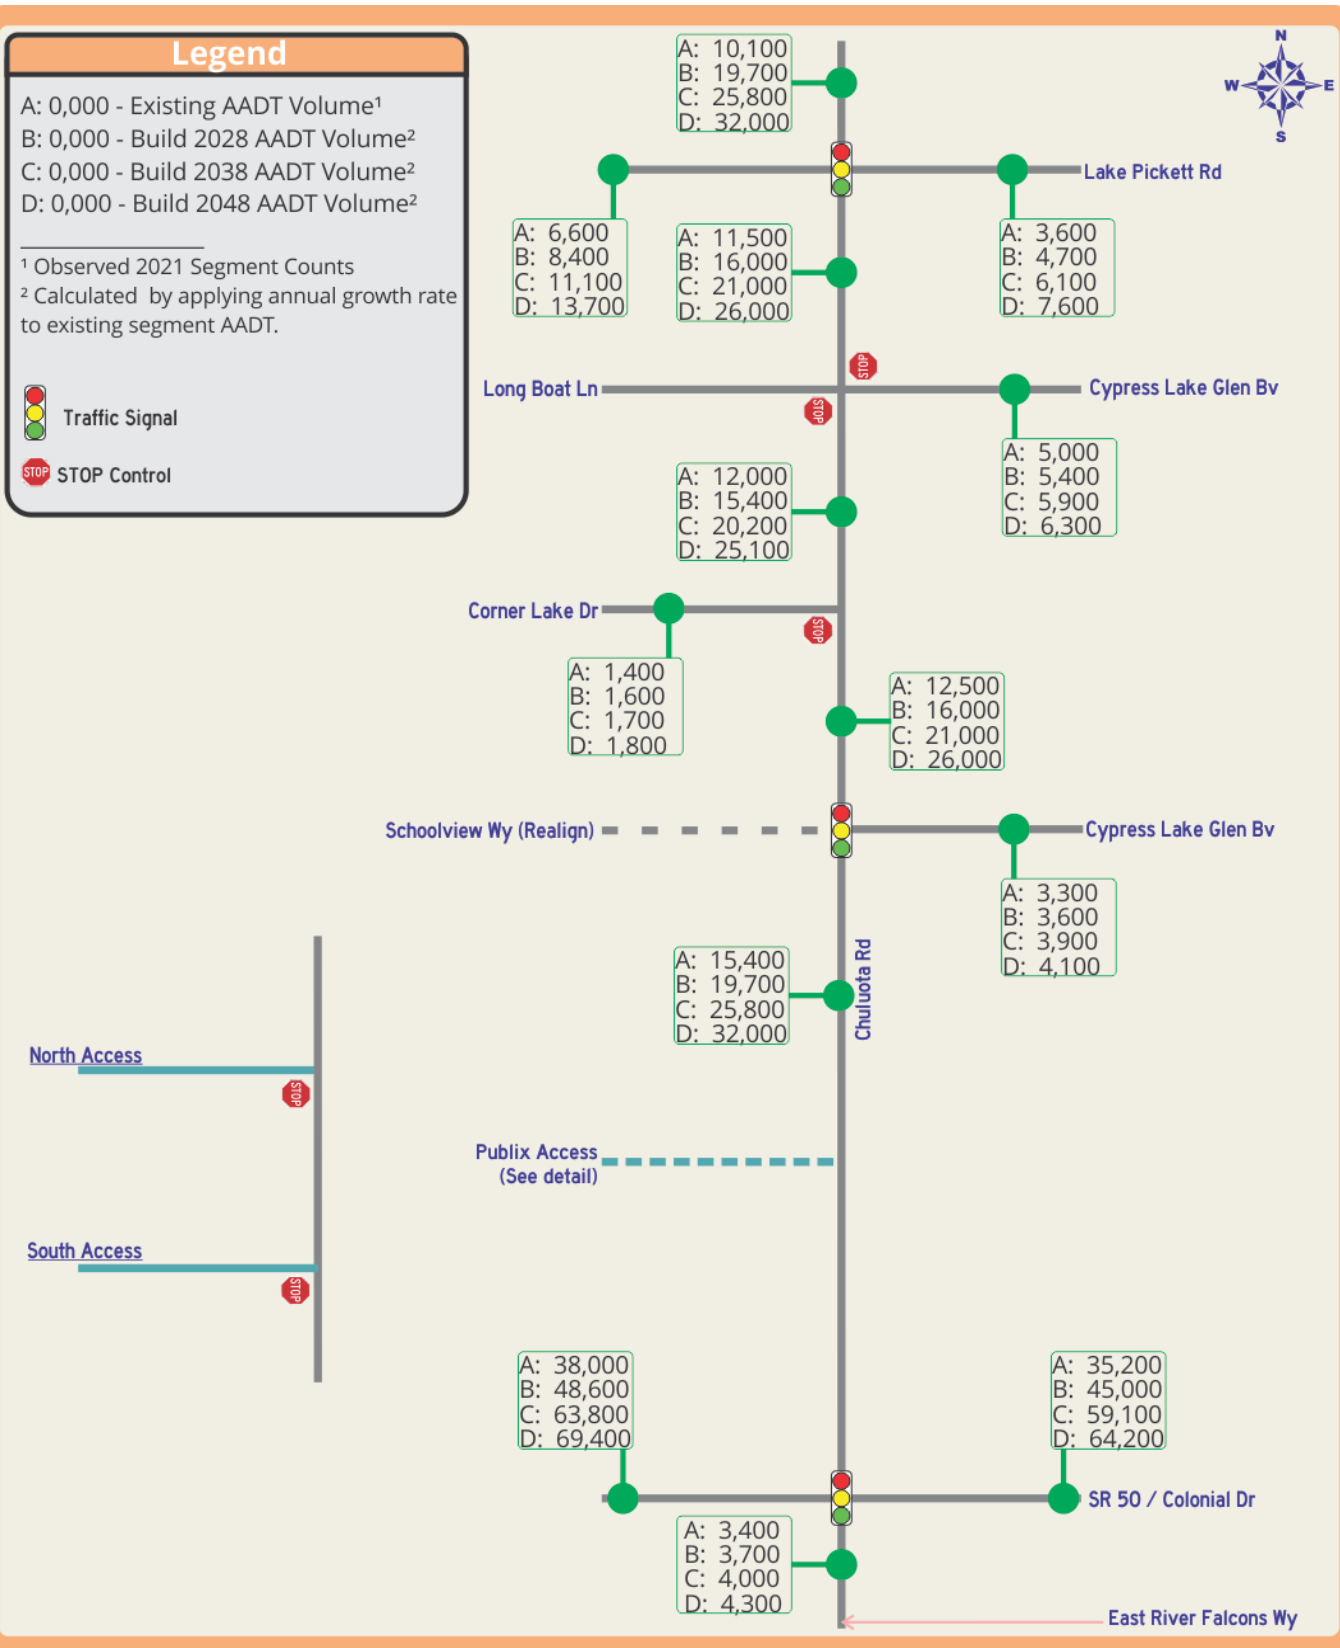 Legend
A: 0,000 - Existing AADT Volume¹
B: 0,000 - Build 2028 AADT Volume²
C: 0,000 - Build 2038 AADT Volume²
D: 0,000 - Build 2048 AADT Volume²
¹ Observed 2021 Segment Counts
² Calculated by applying annual growth rate
to existing segment AADT.
Traffic Signal
STOP
STOP Control
N
W
E
S
A: 10,100
B: 19,700
C: 25,800
D: 32,000
Lake Pickett Rd
A: 6,600
B: 8,400
C: 11,100
D: 13,700
A: 11,500
B: 16,000
C: 21,000
D: 26,000
A: 3,600
B: 4,700
C: 6,100
D: 7,600
STOP
Long Boat Ln
Cypress Lake Glen Bv
STOP
A: 5,000
B: 5,400
C: 5,900
D: 6,300
A: 12,000
B: 15,400
C: 20,200
D: 25,100
Corner Lake Dr
STOP
A: 1,400
B: 1,600
C: 1,700
D: 1,800
A: 12,500
B: 16,000
C: 21,000
D: 26,000
Schoolview Wy (Realign)
Cypress Lake Glen Bv
A: 3,300
B: 3,600
C: 3,900
D: 4,100
A: 15,400
B: 19,700
C: 25,800
D: 32,000
Chuluota Rd
North Access
STOP
Publix Access
(See detail)
South Access
STOP
A: 38,000
B: 48,600
C: 63,800
D: 69,400
A: 35,200
B: 45,000
C: 59,100
D: 64,200
SR 50 / Colonial Dr
A: 3,400
B: 3,700
C: 4,000
D: 4,300
East River Falcons Wy